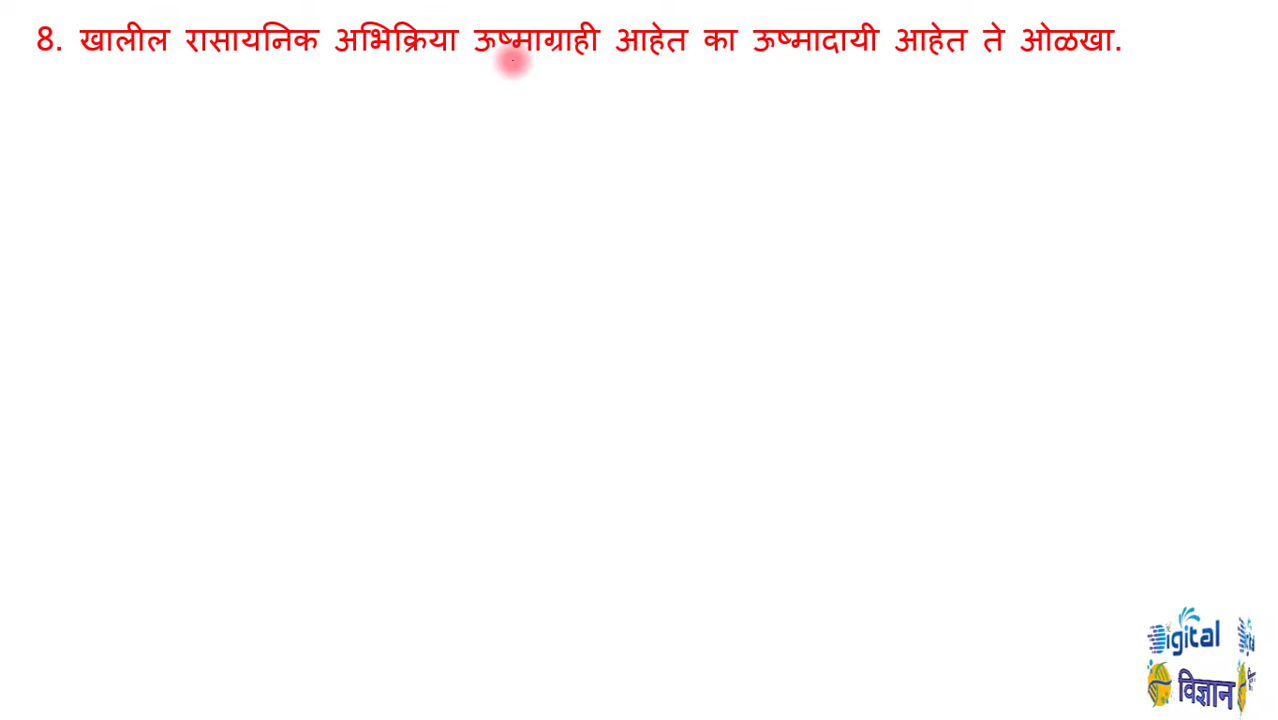 8. खालील रासायनिक अभिक्रिया ऊष्माग्राही आहेत का ऊष्मादायी आहेत ते ओळखा.
Digital
विज्ञान